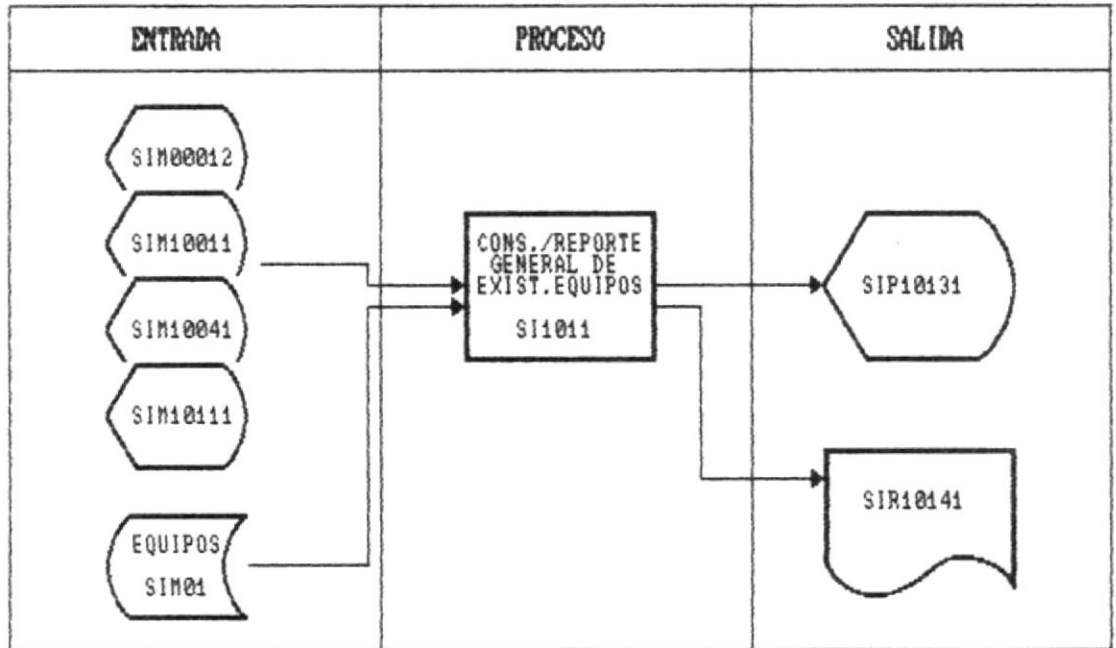 ENTRADA
PROCESO
SALIDA
SIM00012
SIM10011
SIM10041
SIM10111
EQUIPOS
SIM01
CONS./REPORTE
GENERAL DE
EXIST.EQUIPOS
SI1011
SIP10131
SIR10141